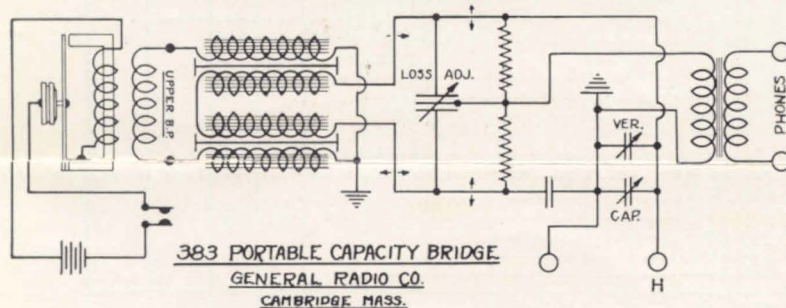 UPPER B.P.
LOSS ADJ.
VER.
CAP.
PHONES
H
383 PORTABLE CAPACITY BRIDGE
GENERAL RADIO CO.
CAMBRIDGE MASS.